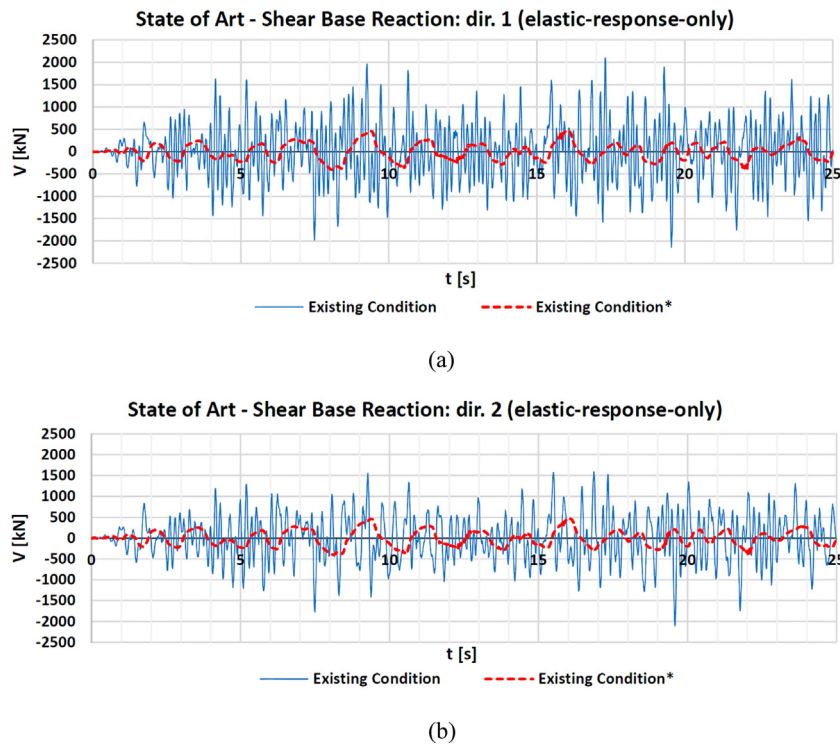 State of Art - Shear Base Reaction: dir. 1 (elastic-response-only)
2500
2000
1500
1000
500
0
-500
-1000
-1500
-2000
-2500
V [kN]
0 5 10 15 20 25
t [s]
Existing Condition Existing Condition*
(a)
State of Art - Shear Base Reaction: dir. 2 (elastic-response-only)
2500
2000
1500
1000
500
0
-500
-1000
-1500
-2000
-2500
V [kN]
0 5 10 15 20 25
t [s]
Existing Condition Existing Condition*
(b)